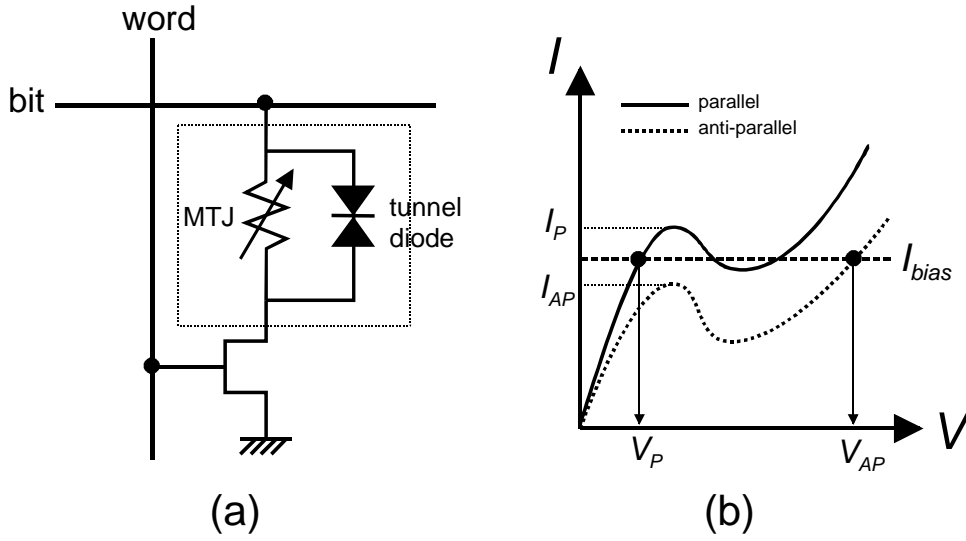 word
bit
MTJ
tunnel
diode
(a)
I
parallel
anti-parallel
I_P
I_bias
I_AP
V
V_P
V_AP
(b)